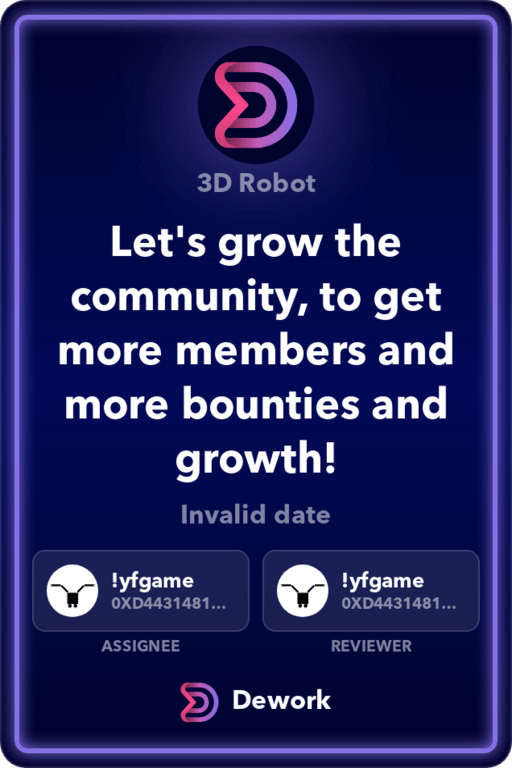 3D Robot
Let's grow the
community, to get
more members and
more bounties and
growth!
Invalid date
!yfgame
0XD4431481...
ASSIGNEE
!yfgame
0XD4431481...
REVIEWER
Dework